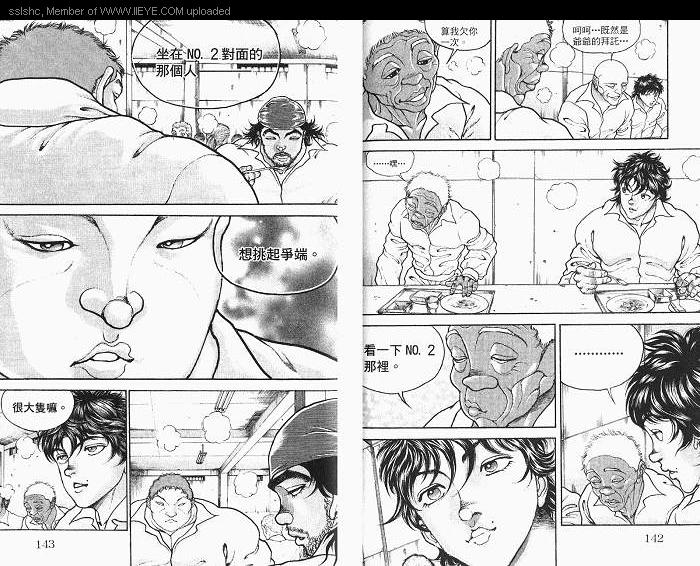 sslshc, Member of WWW.IIEYE.COM uploaded
算我欠你
一次。
呵呵…既然是
爺爺的拜託…
……嘿…
看一下 NO. 2
那裡。
…………
142
坐在 NO. 2 對面的
那個人
想挑起爭端。
很大隻嘛。
143